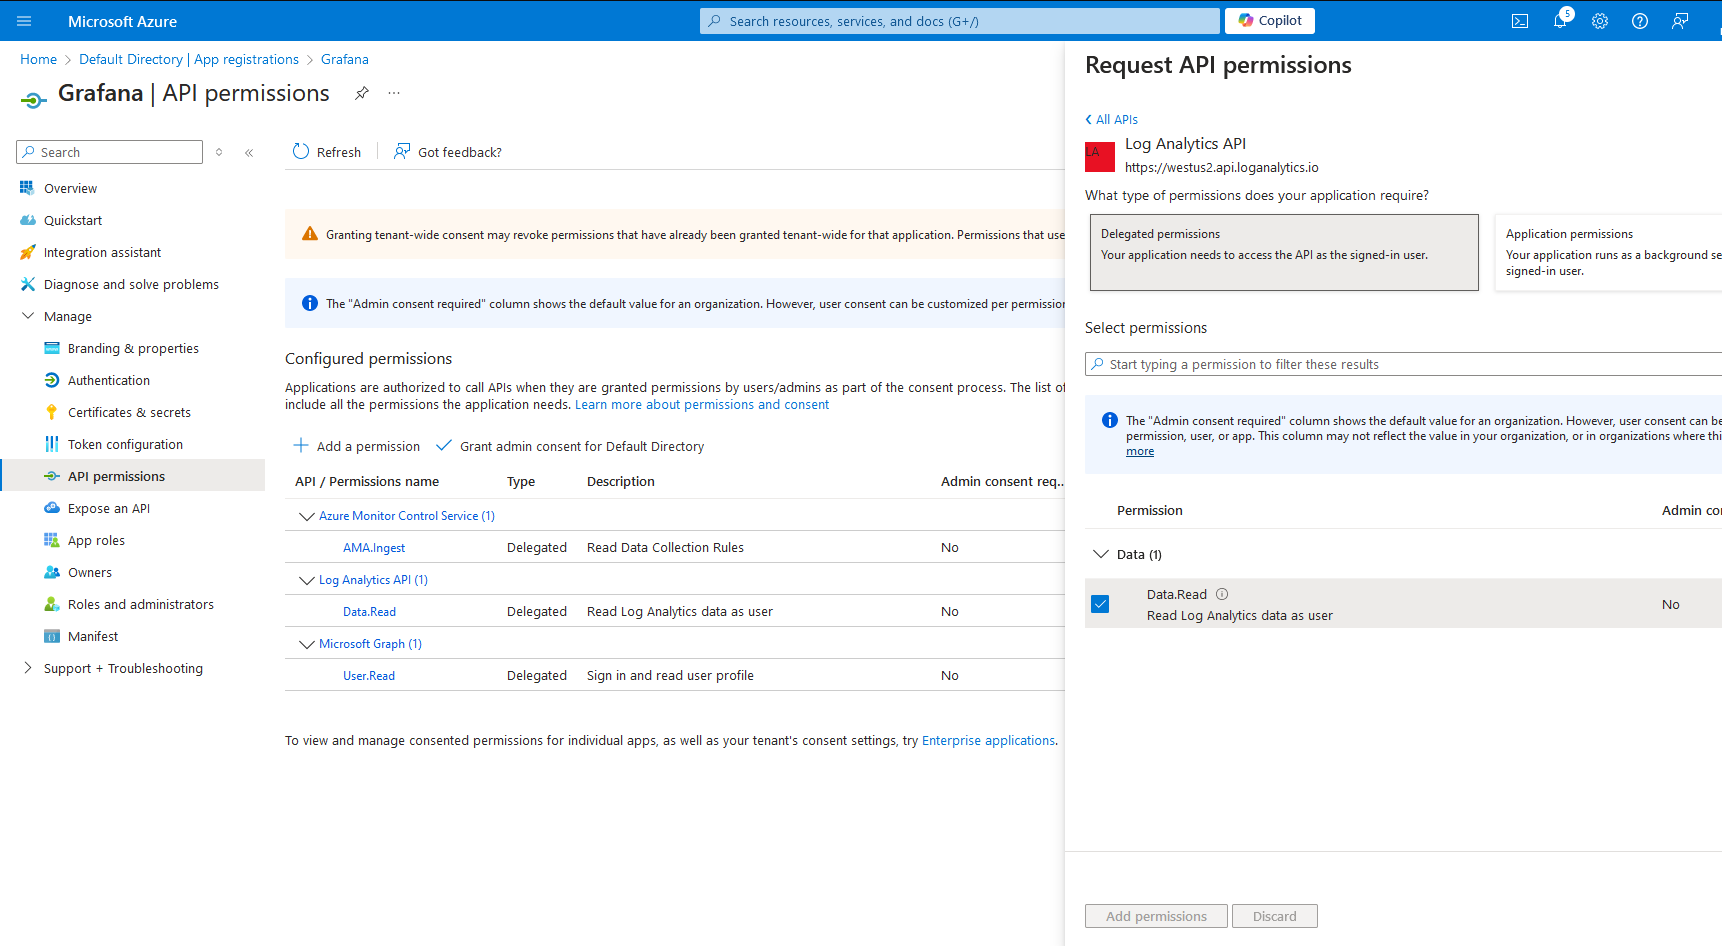 Microsoft Azure
Search resources, services, and docs (G+/)
Copilot
5
Home > Default Directory | App registrations > Grafana
Grafana | API permissions
Search
Overview
Quickstart
Integration assistant
Diagnose and solve problems
Manage
Branding & properties
Authentication
Certificates & secrets
Token configuration
API permissions
Expose an API
App roles
Owners
Roles and administrators
Manifest
Support + Troubleshooting
Refresh
Got feedback?
Granting tenant-wide consent may revoke permissions that have already been granted tenant-wide for that application. Permissions that use
The "Admin consent required" column shows the default value for an organization. However, user consent can be customized per permission
Configured permissions
Applications are authorized to call APIs when they are granted permissions by users/admins as part of the consent process. The list of
include all the permissions the application needs. Learn more about permissions and consent
Add a permission
Grant admin consent for Default Directory
API / Permissions name Type Description Admin consent req...
Azure Monitor Control Service (1)
AMA.Ingest Delegated Read Data Collection Rules No
Log Analytics API (1)
Data.Read Delegated Read Log Analytics data as user No
Microsoft Graph (1)
User.Read Delegated Sign in and read user profile No
To view and manage consented permissions for individual apps, as well as your tenant's consent settings, try Enterprise applications.
Request API permissions
All APIs
LA
Log Analytics API
https://westus2.api.loganalytics.io
What type of permissions does your application require?
Delegated permissions
Your application needs to access the API as the signed-in user.
Application permissions
Your application runs as a background se
signed-in user.
Select permissions
Start typing a permission to filter these results
The "Admin consent required" column shows the default value for an organization. However, user consent can be
permission, user, or app. This column may not reflect the value in your organization, or in organizations where thi
more
Permission Admin co
Data (1)
Data.Read
Read Log Analytics data as user
No
Add permissions
Discard